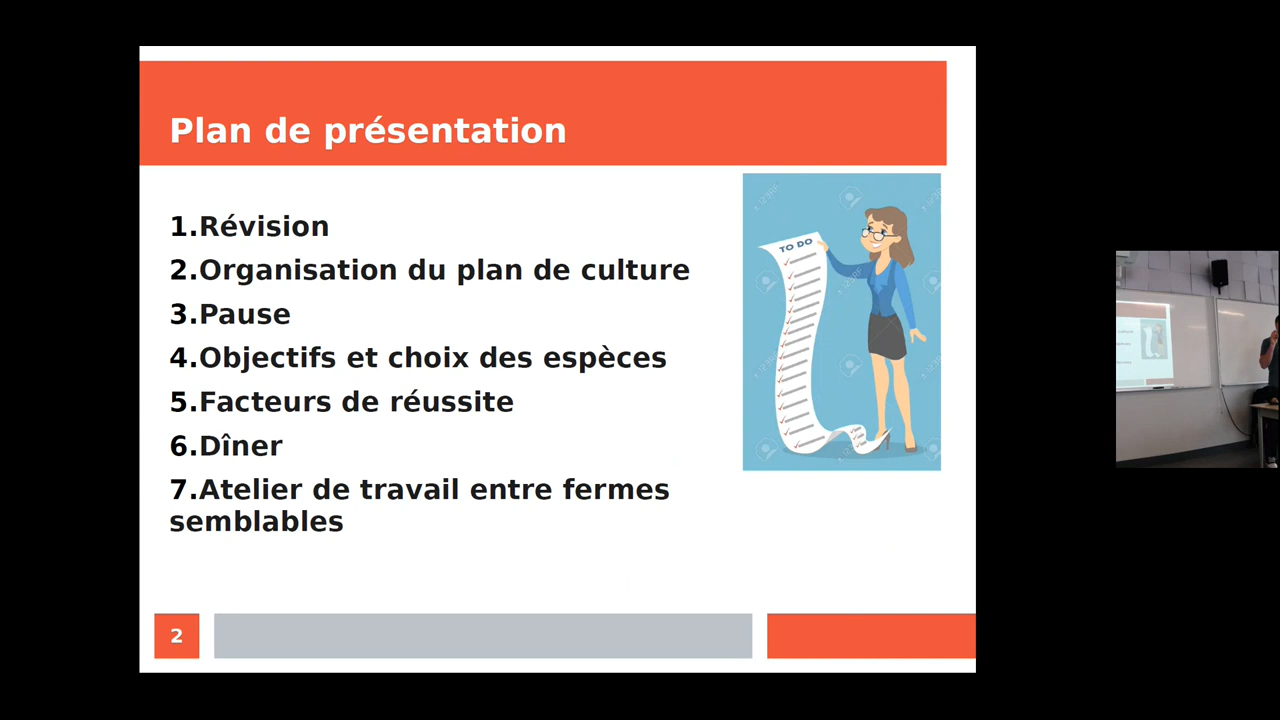 Plan de présentation
1.Révision
2.Organisation du plan de culture
3.Pause
4.Objectifs et choix des espèces
5.Facteurs de réussite
6.Dîner
7.Atelier de travail entre fermes
semblables
TO DO
2